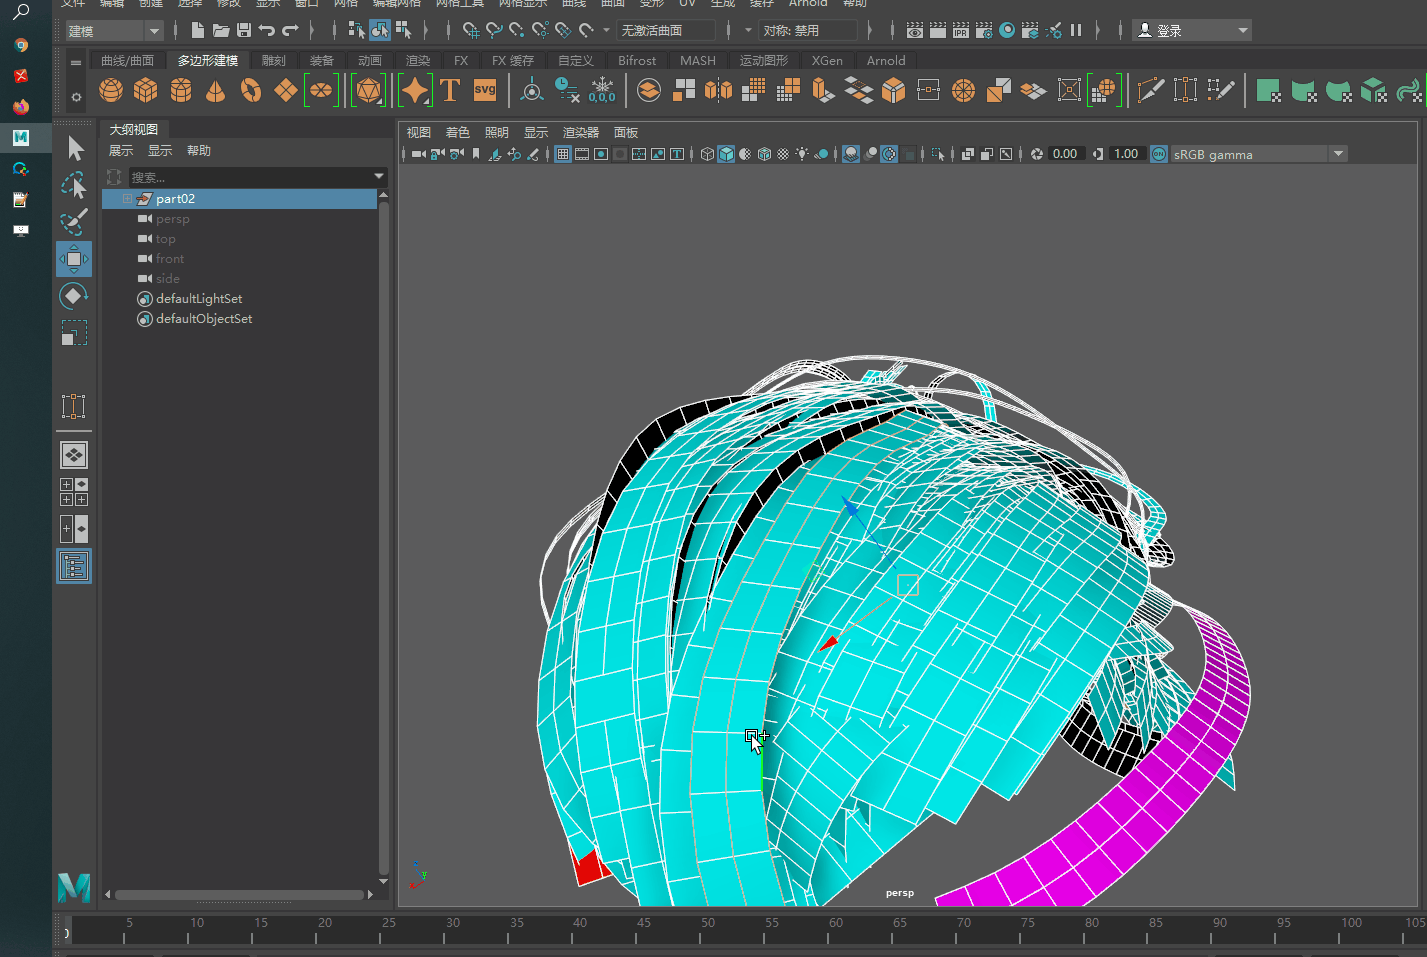 文件 编辑 创建 选择 修改 显示 窗口 网格 编辑网格 网格工具 网格显示 曲线 曲面 变形 UV 生成 缓存 Arnold 帮助
建模 无激活曲面 对称: 禁用 登录
曲线/曲面 多边形建模 雕刻 装备 动画 渲染 FX FX 缓存 自定义 Bifrost MASH 运动图形 XGen Arnold
T svg 0,0,0
大纲视图
展示 显示 帮助
搜索...
part02
persp
top
front
side
defaultLightSet
defaultObjectSet
视图 着色 照明 显示 渲染器 面板
0.00 1.00 ON sRGB gamma
IPR
y
persp
M
5 10 15 20 25 30 35 40 45 50 55 60 65 70 75 80 85 90 95 100 105